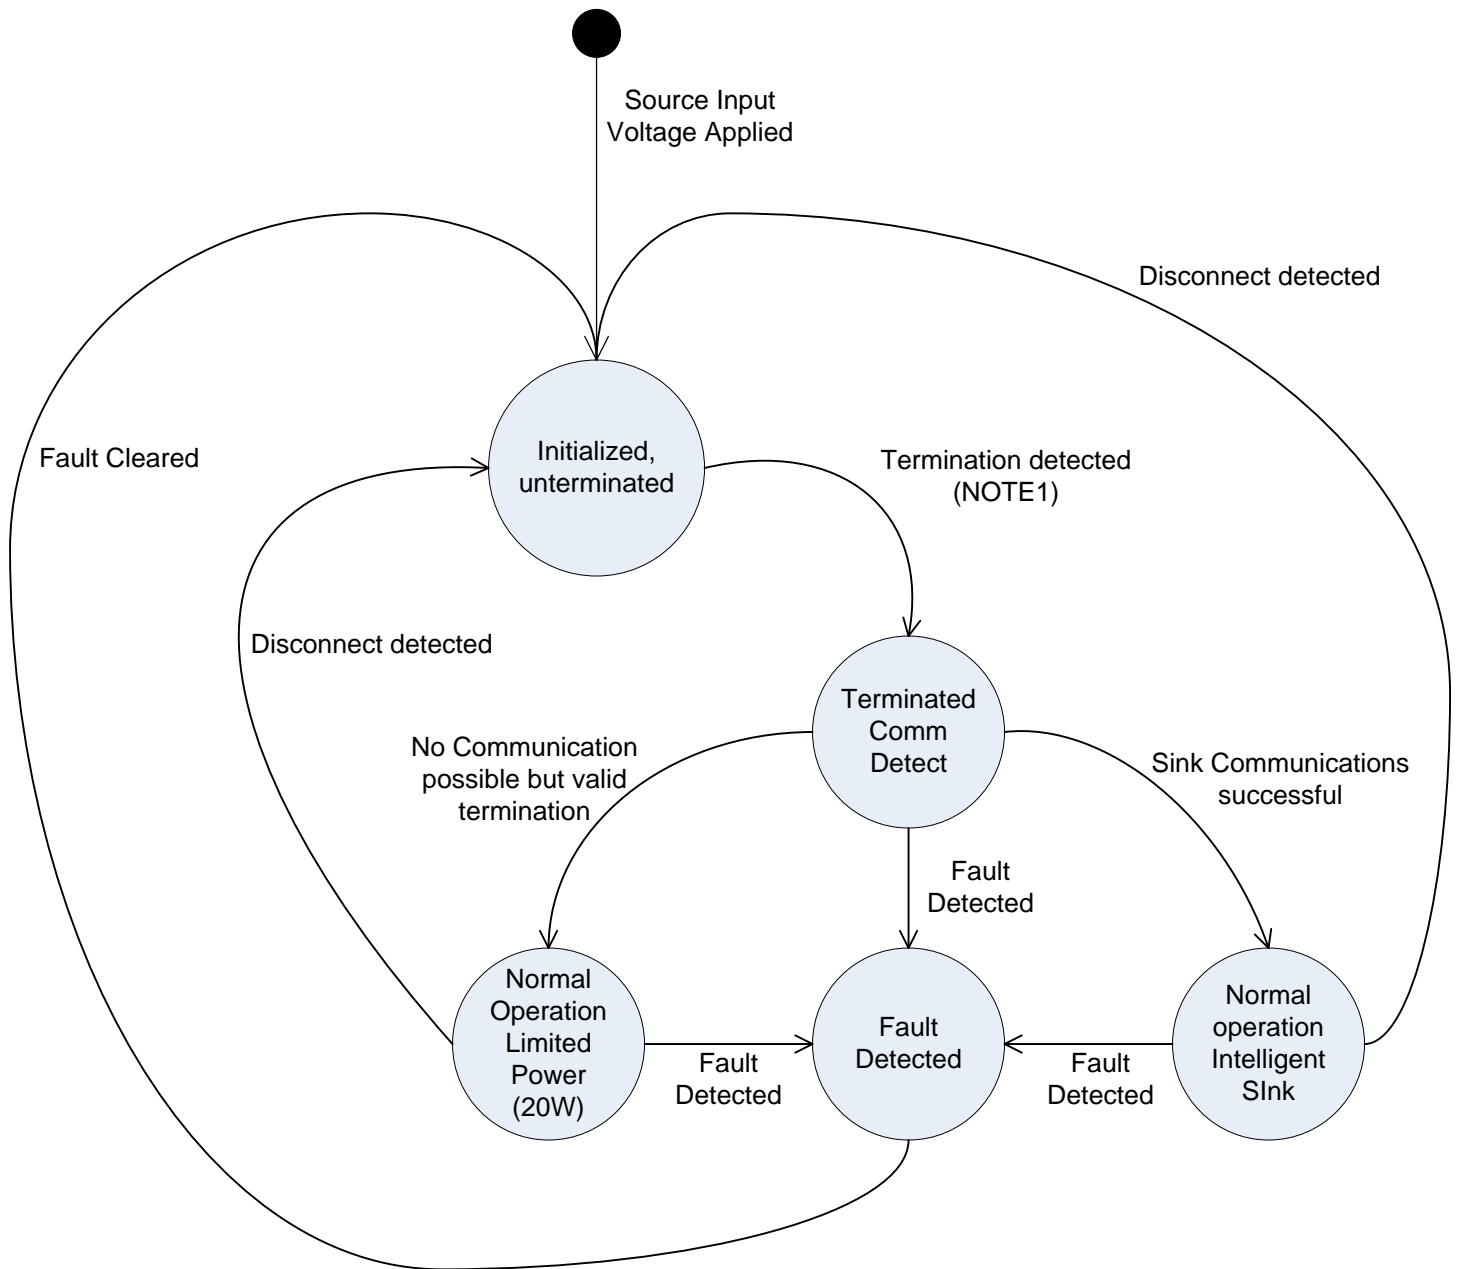 Source Input
Voltage Applied
Disconnect detected
Fault Cleared
Initialized,
unterminated
Termination detected
(NOTE1)
Disconnect detected
Terminated
Comm
Detect
No Communication
possible but valid
termination
Sink Communications
successful
Fault
Detected
Normal
Operation
Limited
Power
(20W)
Fault
Detected
Fault
Detected
Fault
Detected
Normal
operation
Intelligent
SInk